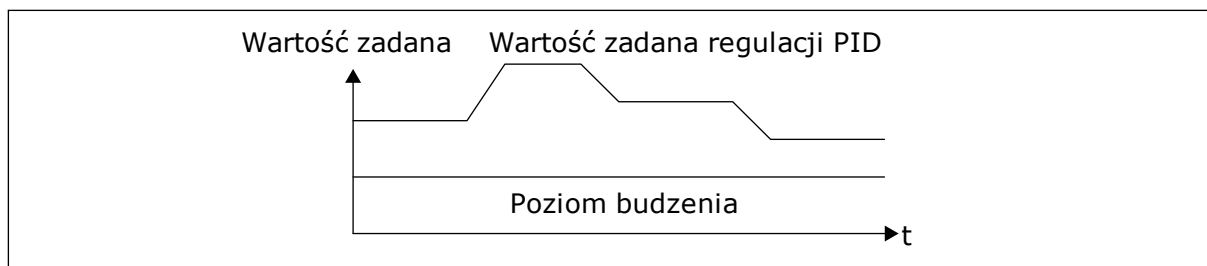 Wartość zadana
Wartość zadana regulacji PID
Poziom budzenia
t